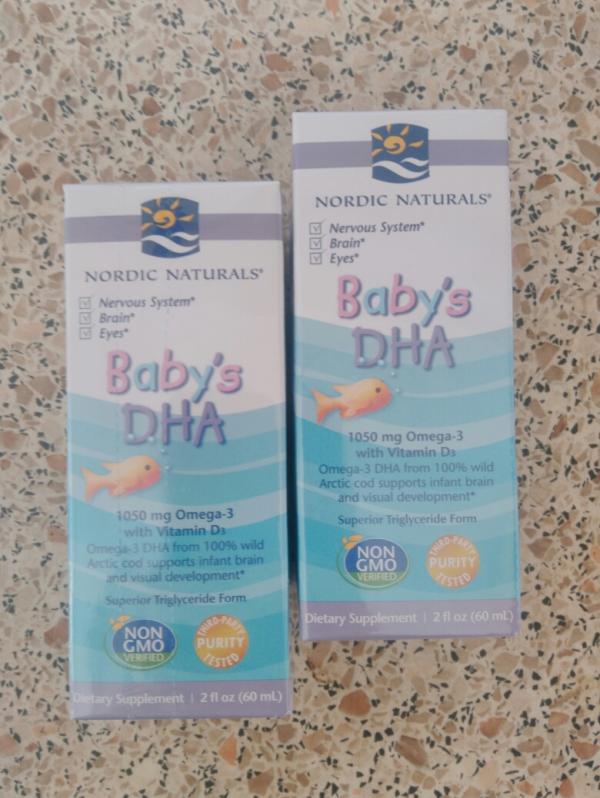 NORDIC NATURALS®
Nervous System*
Brain*
Eyes*
Baby's
DHA
1050 mg Omega-3
with Vitamin D3
Omega-3 DHA from 100% wild
Arctic cod supports infant brain
and visual development*
Superior Triglyceride Form
NON
GMO
VERIFIED
THIRD-PARTY
PURITY
TESTED
Dietary Supplement | 2 fl oz (60 mL)
NORDIC NATURALS®
Nervous System*
Brain*
Eyes*
Baby's
DHA
1050 mg Omega-3
with Vitamin D3
Omega-3 DHA from 100% wild
Arctic cod supports infant brain
and visual development*
Superior Triglyceride Form
NON
GMO
VERIFIED
THIRD-PARTY
PURITY
TESTED
Dietary Supplement | 2 fl oz (60 mL)